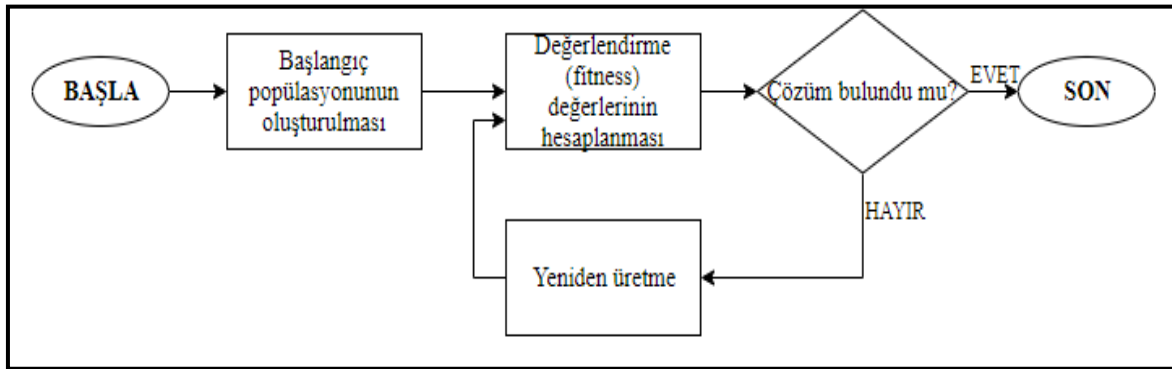 BAŞLA
Başlangıç
popülasyonunun
oluşturulması
Değerlendirme
(fitness)
değerlerinin
hesaplanması
Çözüm bulundu mu?
EVET
SON
HAYIR
Yeniden üretme